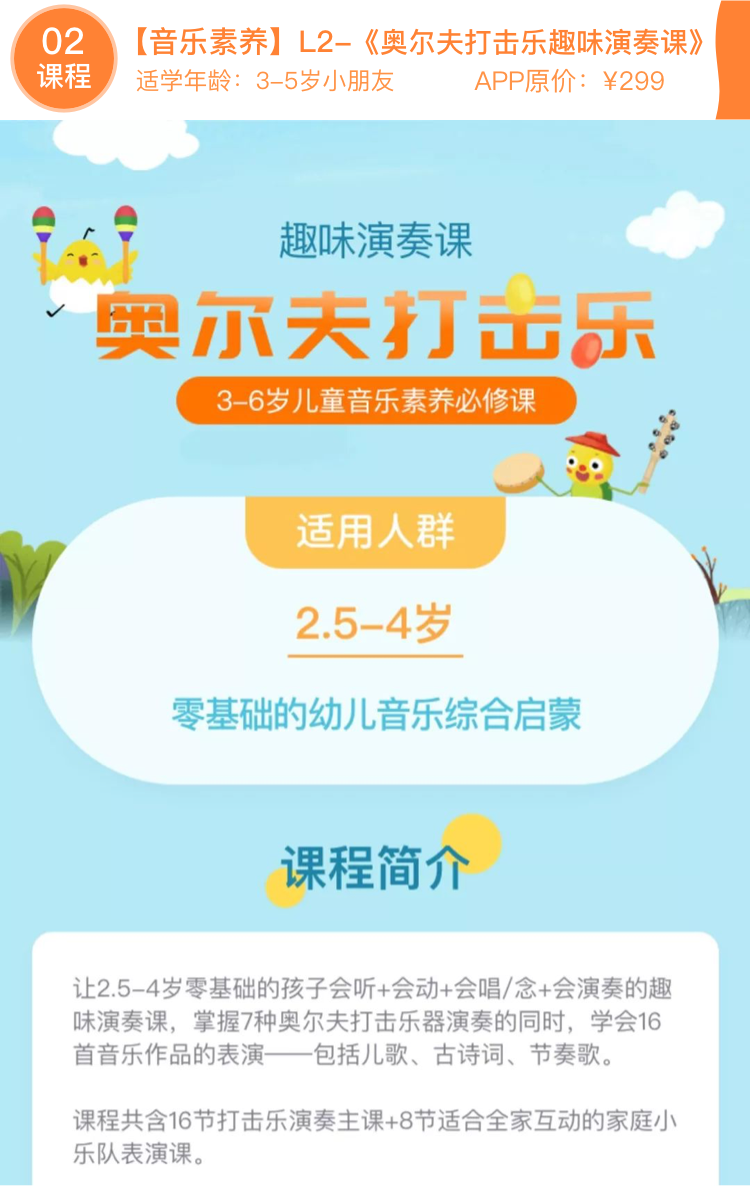 02
课程
【音乐素养】L2-《奥尔夫打击乐趣味演奏课》
适学年龄：3-5岁小朋友 APP原价：¥299
趣味演奏课
奥尔夫打击乐
3-6岁儿童音乐素养必修课
适用人群
2.5-4岁
零基础的幼儿音乐综合启蒙
课程简介
让2.5-4岁零基础的孩子会听+会动+会唱/念+会演奏的趣
味演奏课，掌握7种奥尔夫打击乐器演奏的同时，学会16
首音乐作品的表演——包括儿歌、古诗词、节奏歌。
课程共含16节打击乐演奏主课+8节适合全家互动的家庭小
乐队表演课。